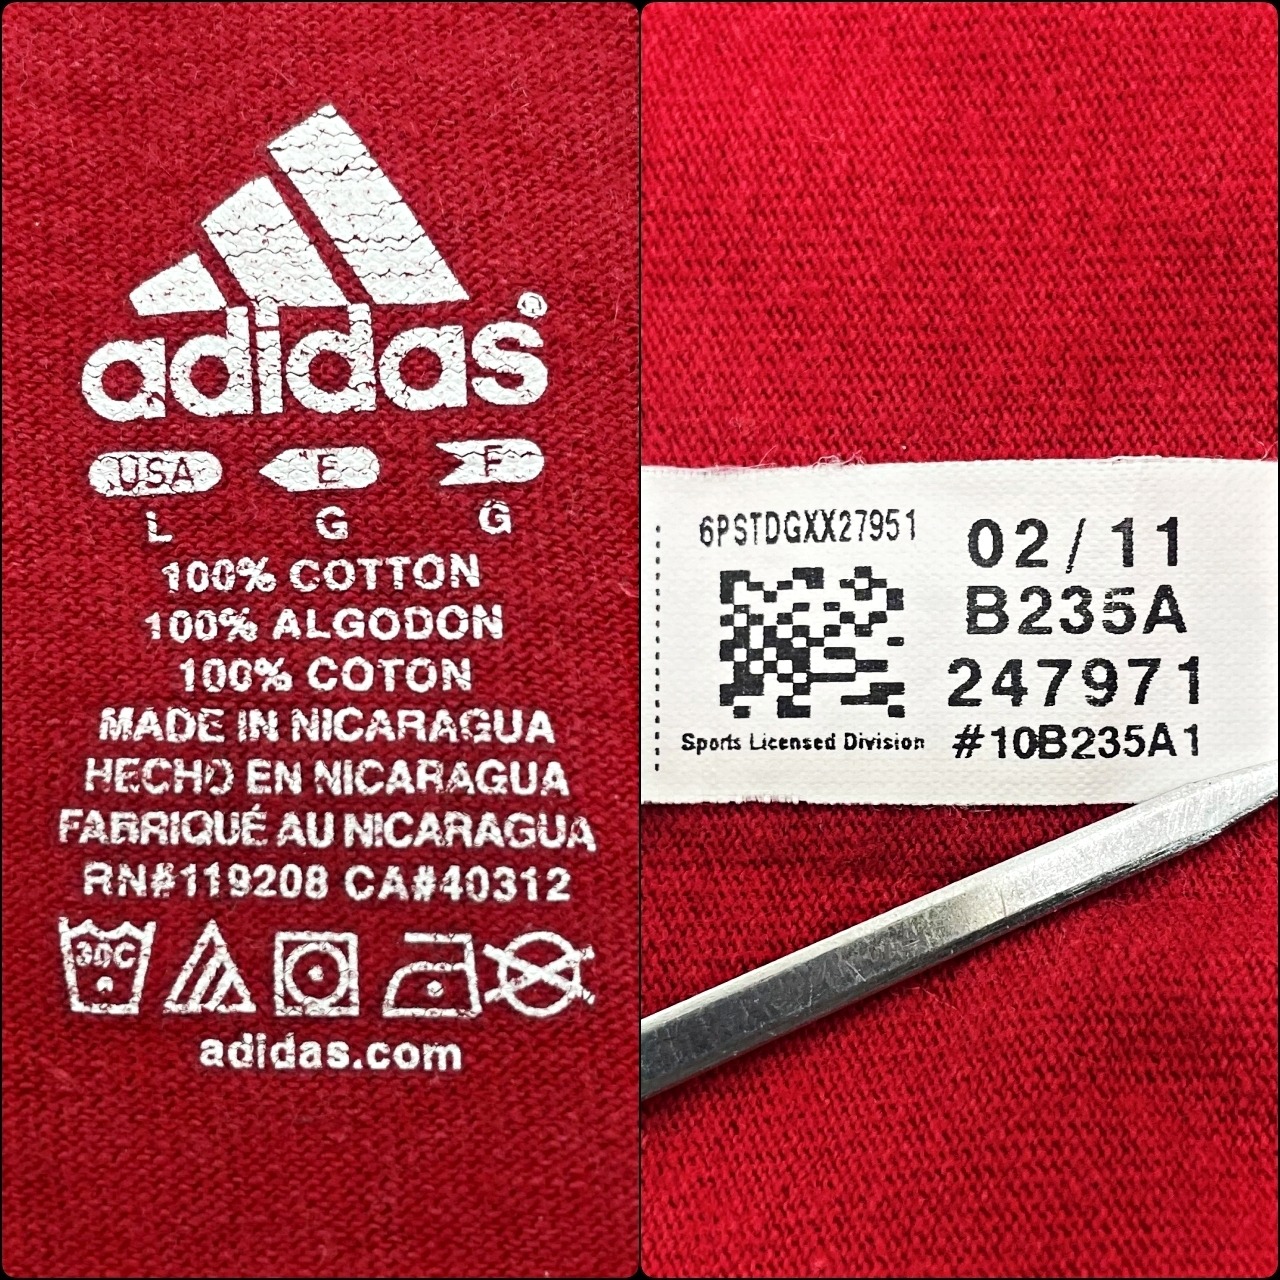 adidas®
USA E F
L G G
100% COTTON
100% ALGODON
100% COTON
MADE IN NICARAGUA
HECHO EN NICARAGUA
FABRIQUÉ AU NICARAGUA
RN#119208 CA#40312
30C
adidas.com
6PSTDGXX27951
Sports Licensed Division
02/11
B235A
247971
#10B235A1